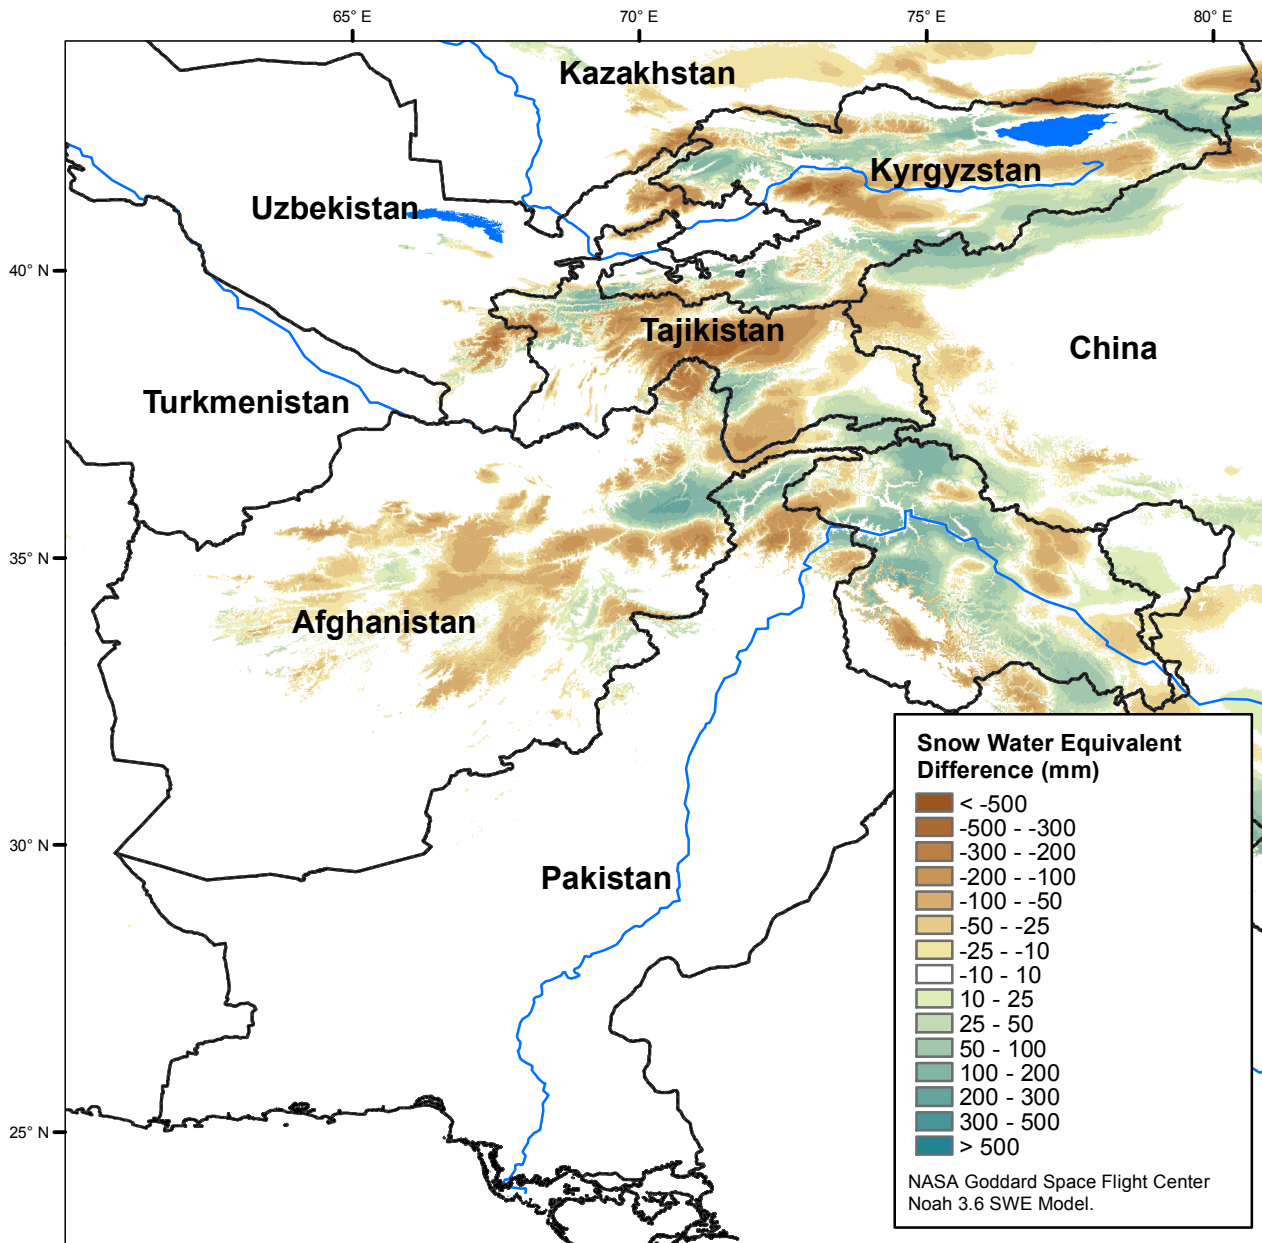 65° E
70° E
75° E
80° E
Kazakhstan
Kyrgyzstan
Uzbekistan
40° N
Tajikistan
China
Turkmenistan
35° N
Afghanistan
Snow Water Equivalent
Difference (mm)
< -500
-500 - -300
-300 - -200
-200 - -100
-100 - -50
-50 - -25
-25 - -10
-10 - 10
10 - 25
25 - 50
50 - 100
100 - 200
200 - 300
300 - 500
> 500
NASA Goddard Space Flight Center
Noah 3.6 SWE Model.
30° N
Pakistan
25° N